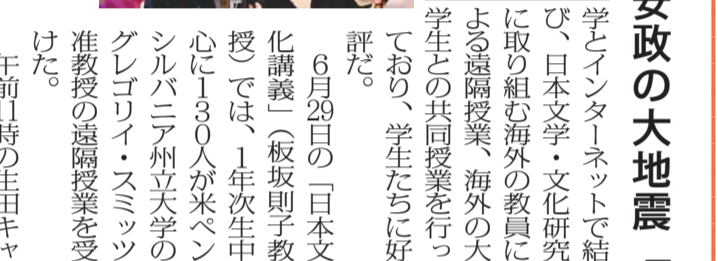 安政の大地震
学とインターネットで結
び、日本文学・文化研究
に取り組む海外の教員に
よる遠隔授業、海外の大
学生との共同授業を行っ
ており、学生たちに好
評だ。
６月29日の「日本文
化講義」（板坂則子教
授）では、１年次生中
心に１３０人が米ペン
シルバニア州立大学の
グレゴリイ・スミッツ
准教授の遠隔授業を受
けた。
午前11時の生田キャ